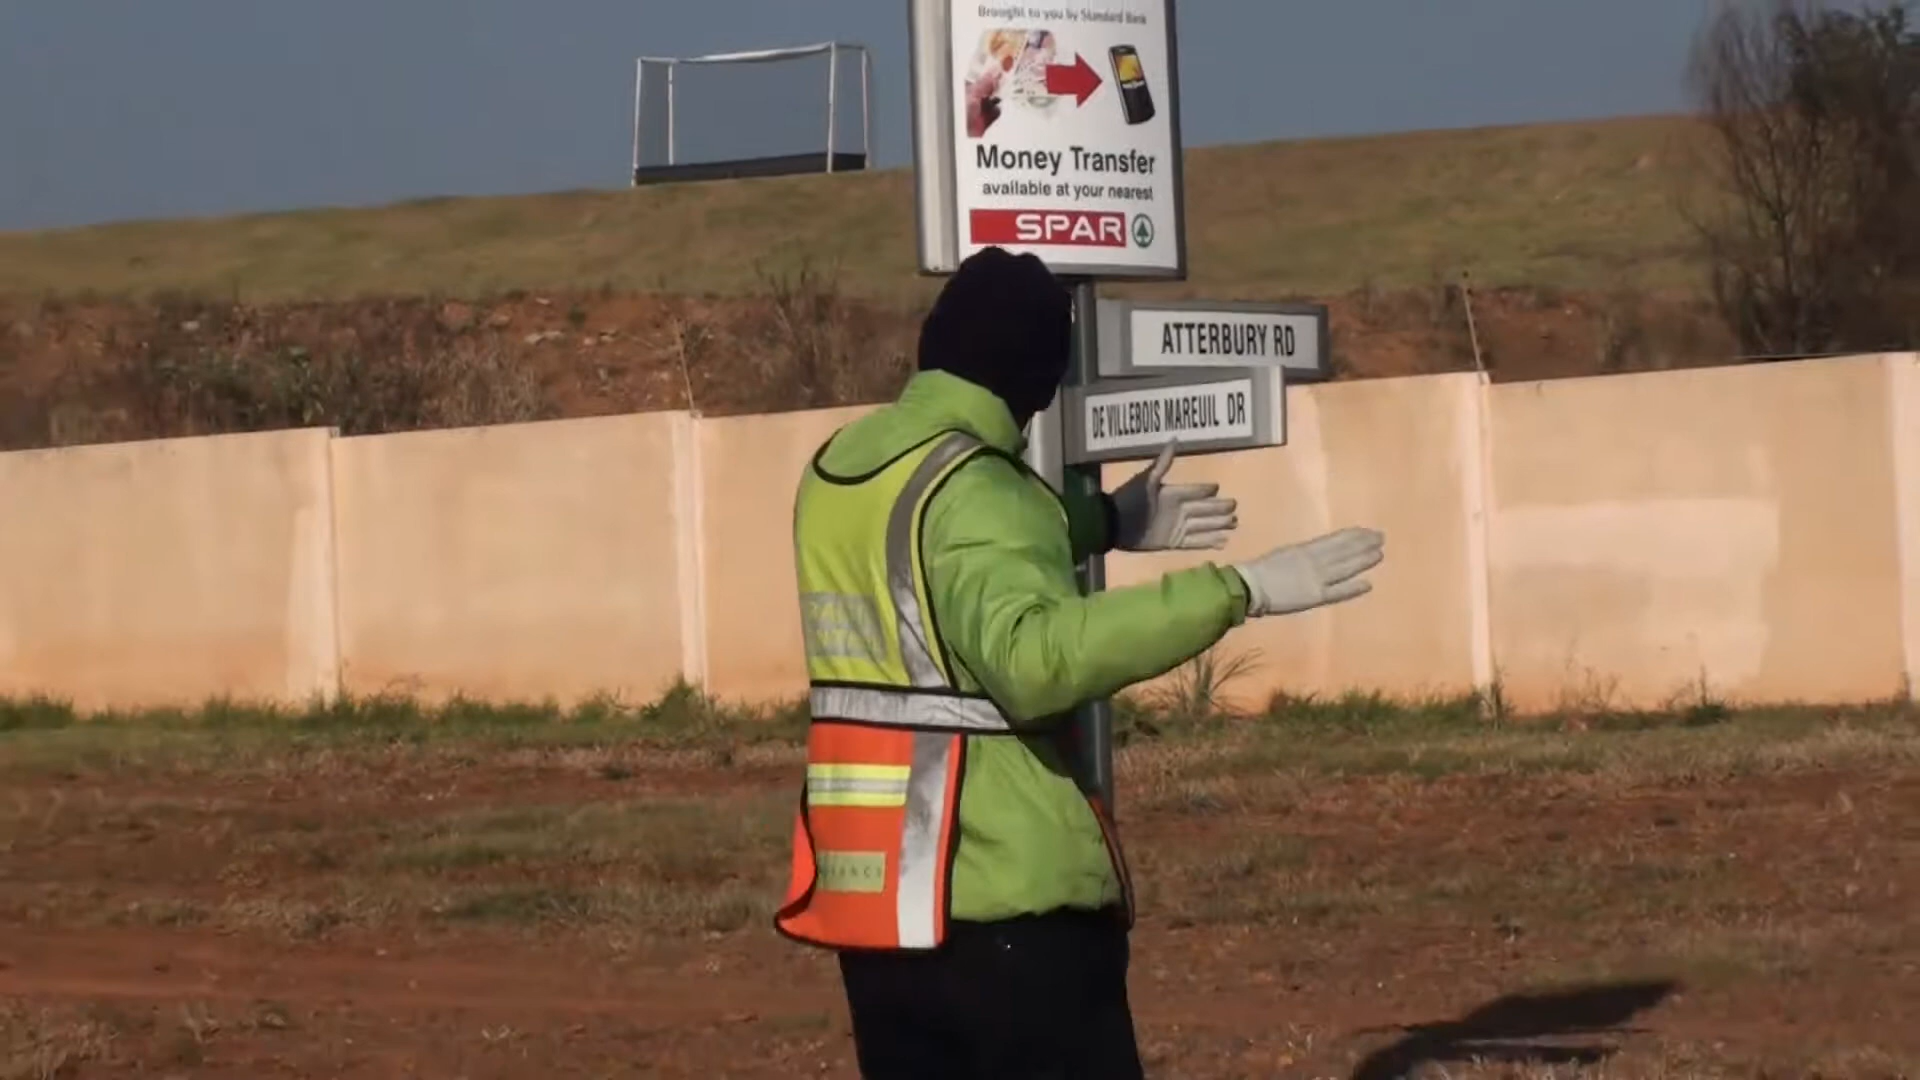 Brought to you by Standard Bank
Money Transfer
available at your nearest
SPAR
ATTERBURY RD
DE VILLEBOIS MAREUIL DR